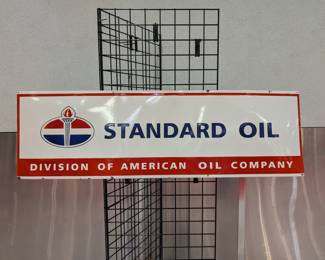 STANDARD OIL
DIVISION OF AMERICAN OIL COMPANY